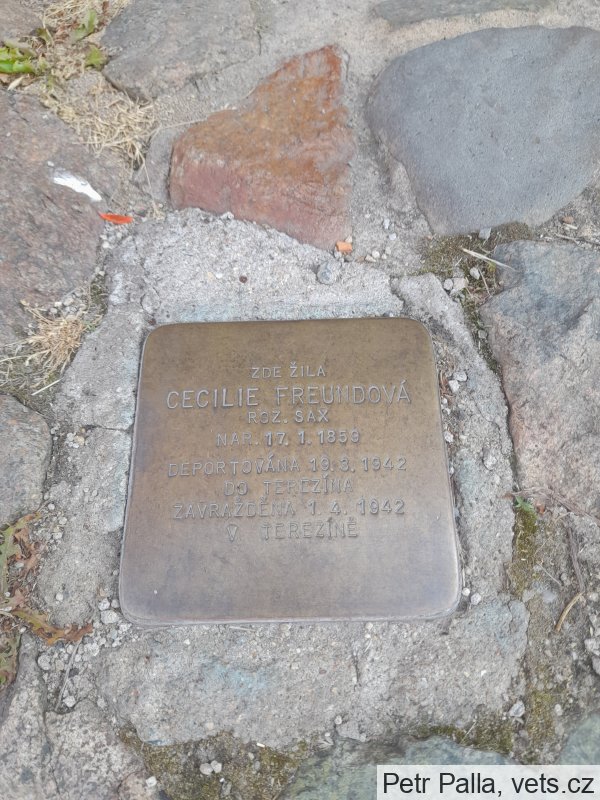 ZDE ŽILA
CECILIE FREUNDOVÁ
ROZ. SAX
NAR. 17. 1. 1859
DEPORTOVÁNA 19. 3. 1942
DO TEREZÍNA
ZAVRAŽDĚNA 1. 4. 1942
V TEREZÍNĚ
Petr Palla, vets.cz